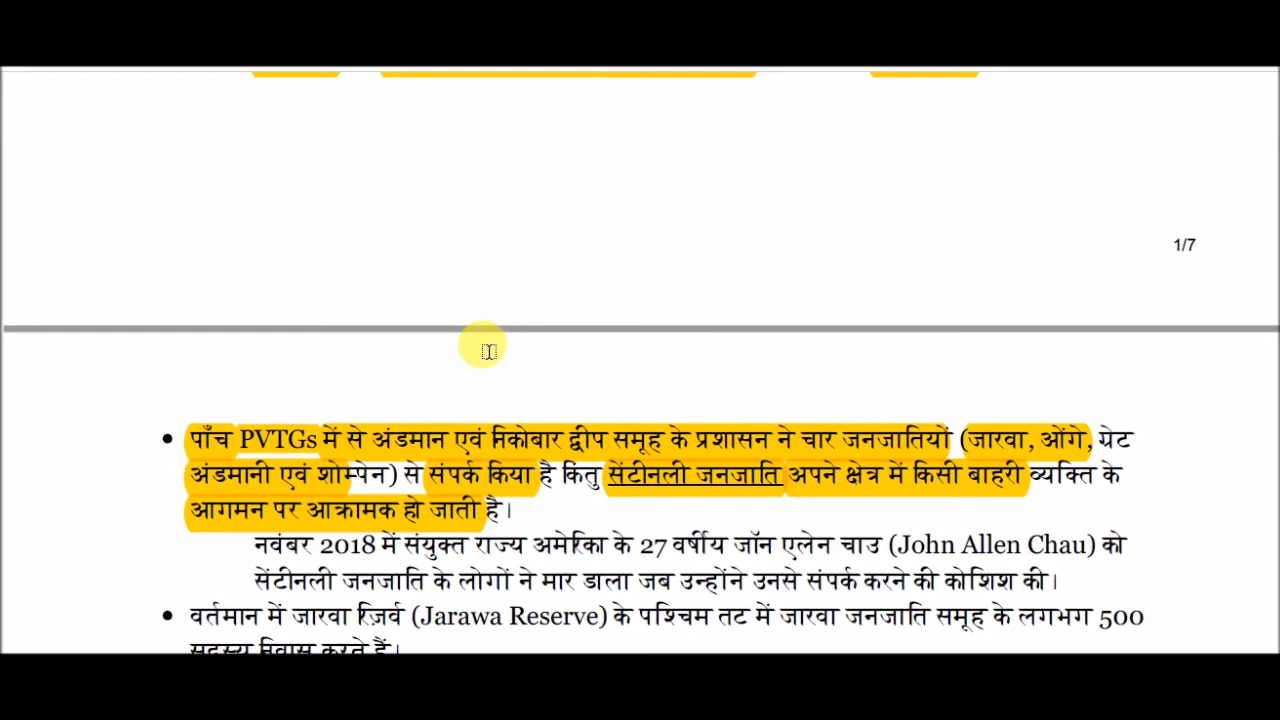 1/7
• पाँच PVTGs में से अंडमान एवं निकोबार द्वीप समूह के प्रशासन ने चार जनजातियों (जारवा, ओंगे, ग्रेट
अंडमानी एवं शोम्पेन) से संपर्क किया है किंतु सेंटीनली जनजाति अपने क्षेत्र में किसी बाहरी व्यक्ति के
आगमन पर आक्रामक हो जाती है।
नवंबर 2018 में संयुक्त राज्य अमेरिका के 27 वर्षीय जॉन एलेन चाउ (John Allen Chau) को
सेंटीनली जनजाति के लोगों ने मार डाला जब उन्होंने उनसे संपर्क करने की कोशिश की।
• वर्तमान में जारवा रिज़र्व (Jarawa Reserve) के पश्चिम तट में जारवा जनजाति समूह के लगभग 500
सदस्य निवास करते हैं।